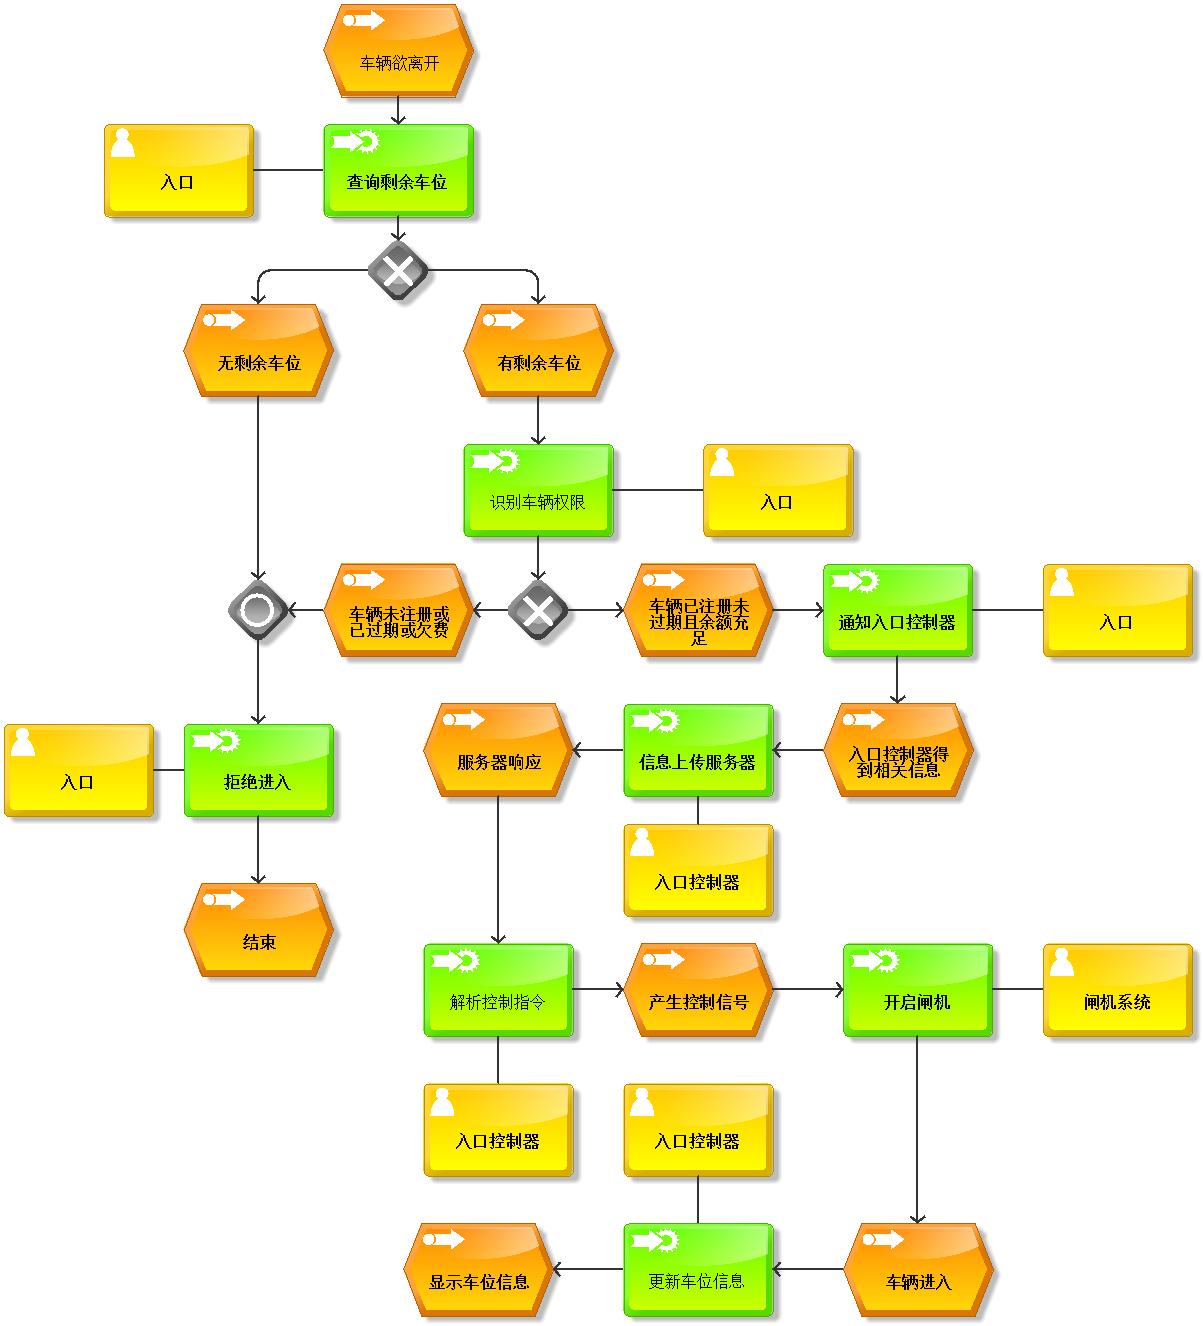 车辆欲离开
入口
查询剩余车位
无剩余车位
有剩余车位
识别车辆权限
入口
车辆未注册或
已过期或欠费
车辆已注册未
过期且余额充
足
通知入口控制器
入口
入口
拒绝进入
服务器响应
信息上传服务器
入口控制器得
到相关信息
入口控制器
结束
解析控制指令
产生控制信号
开启闸机
闸机系统
入口控制器
入口控制器
显示车位信息
更新车位信息
车辆进入